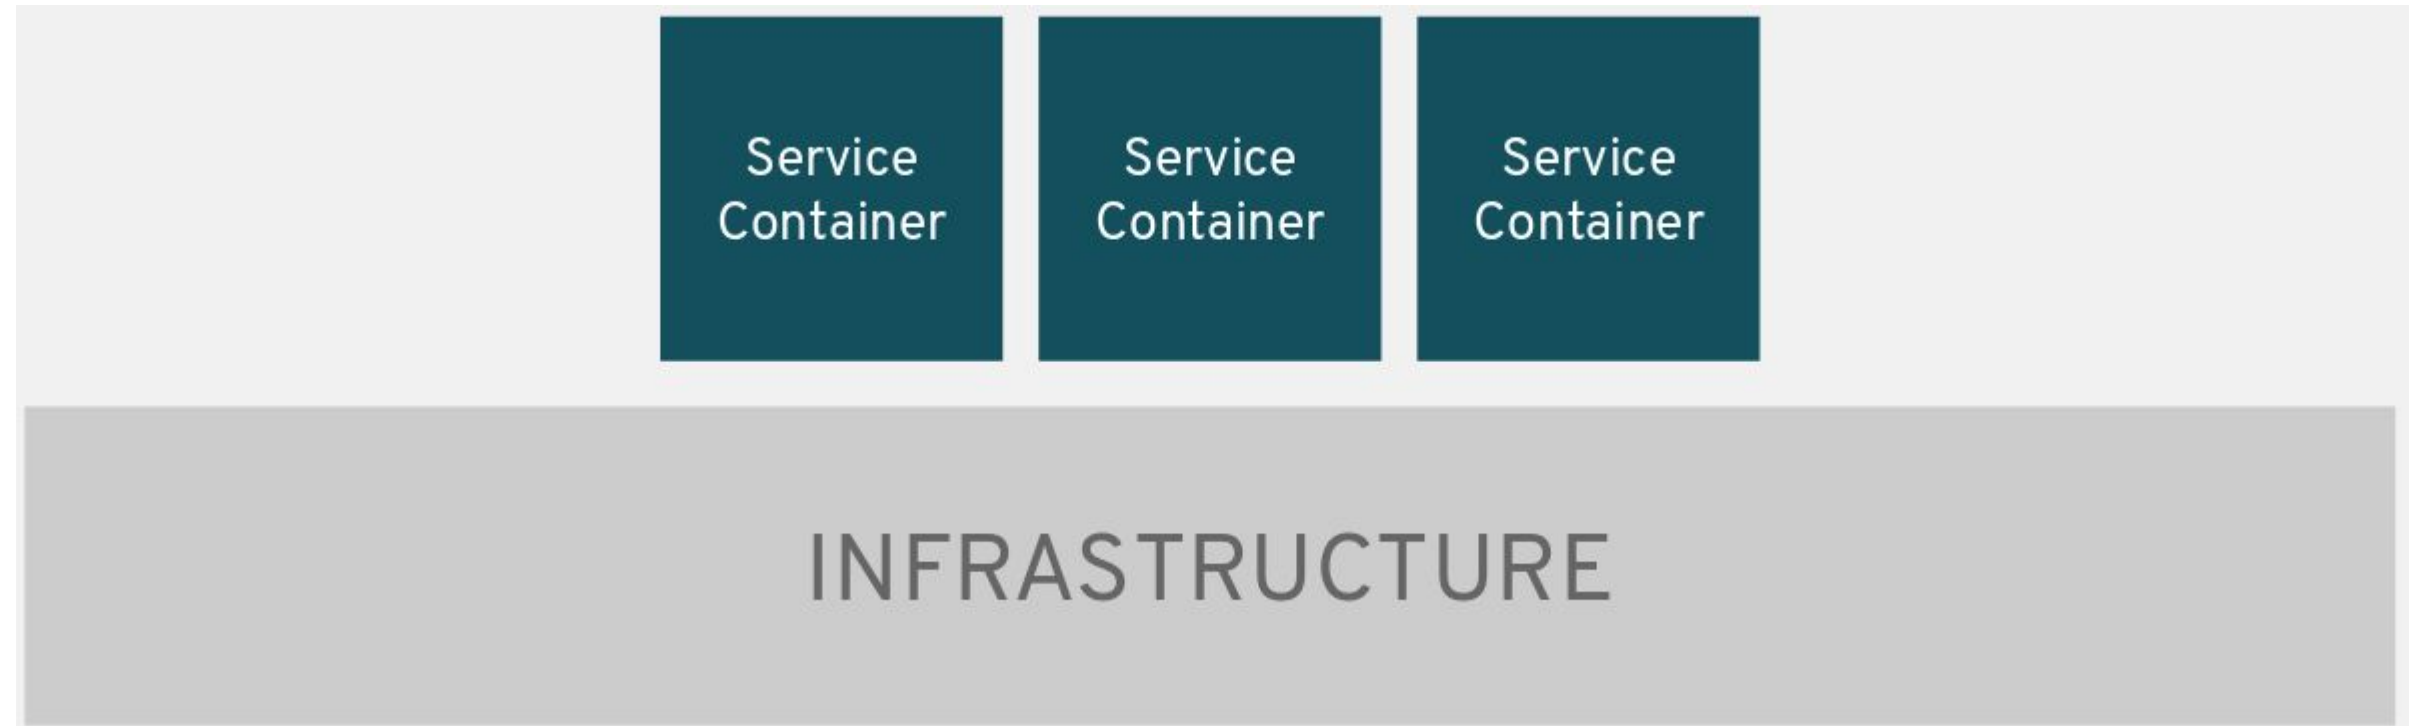 Service
Container
Service
Container
Service
Container
INFRASTRUCTURE